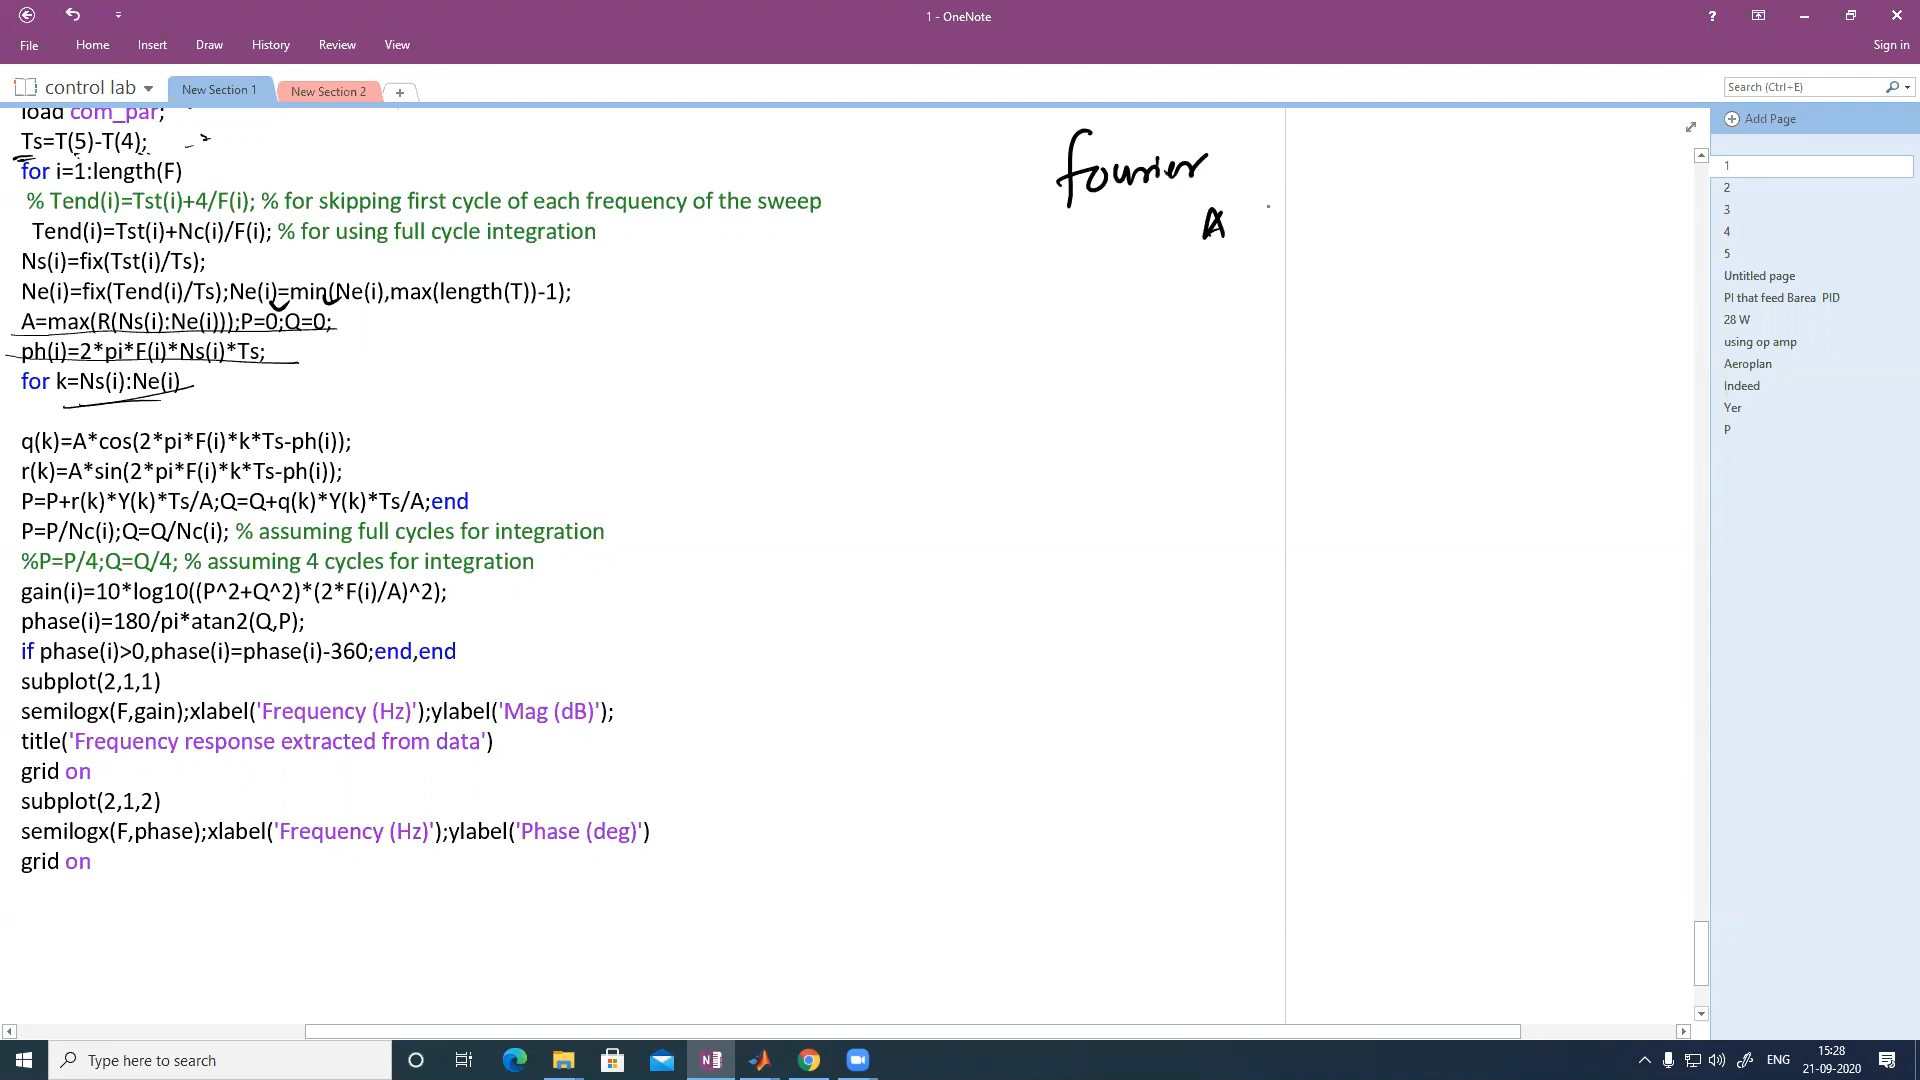 1 - OneNote
?
File Home Insert Draw History Review View
Sign in
control lab New Section 1 New Section 2 +
Search (Ctrl+E)
load com_par;
Ts=T(5)-T(4);
for i=1:length(F)
% Tend(i)=Tst(i)+4/F(i); % for skipping first cycle of each frequency of the sweep
Tend(i)=Tst(i)+Nc(i)/F(i); % for using full cycle integration
Ns(i)=fix(Tst(i)/Ts);
Ne(i)=fix(Tend(i)/Ts);Ne(i)=min(Ne(i),max(length(T))-1);
A=max(R(Ns(i):Ne(i)));P=0;Q=0;
ph(i)=2*pi*F(i)*Ns(i)*Ts;
for k=Ns(i):Ne(i)
q(k)=A*cos(2*pi*F(i)*k*Ts-ph(i));
r(k)=A*sin(2*pi*F(i)*k*Ts-ph(i));
P=P+r(k)*Y(k)*Ts/A;Q=Q+q(k)*Y(k)*Ts/A;end
P=P/Nc(i);Q=Q/Nc(i); % assuming full cycles for integration
%P=P/4;Q=Q/4; % assuming 4 cycles for integration
gain(i)=10*log10((P^2+Q^2)*(2*F(i)/A)^2);
phase(i)=180/pi*atan2(Q,P);
if phase(i)>0,phase(i)=phase(i)-360;end,end
subplot(2,1,1)
semilogx(F,gain);xlabel('Frequency (Hz)');ylabel('Mag (dB)');
title('Frequency response extracted from data')
grid on
subplot(2,1,2)
semilogx(F,phase);xlabel('Frequency (Hz)');ylabel('Phase (deg)')
grid on
fourier
A
Add Page
1
2
3
4
5
Untitled page
PI that feed Barea PID
28 W
using op amp
Aeroplan
Indeed
Yer
P
Type here to search
ENG
15:28
21-09-2020